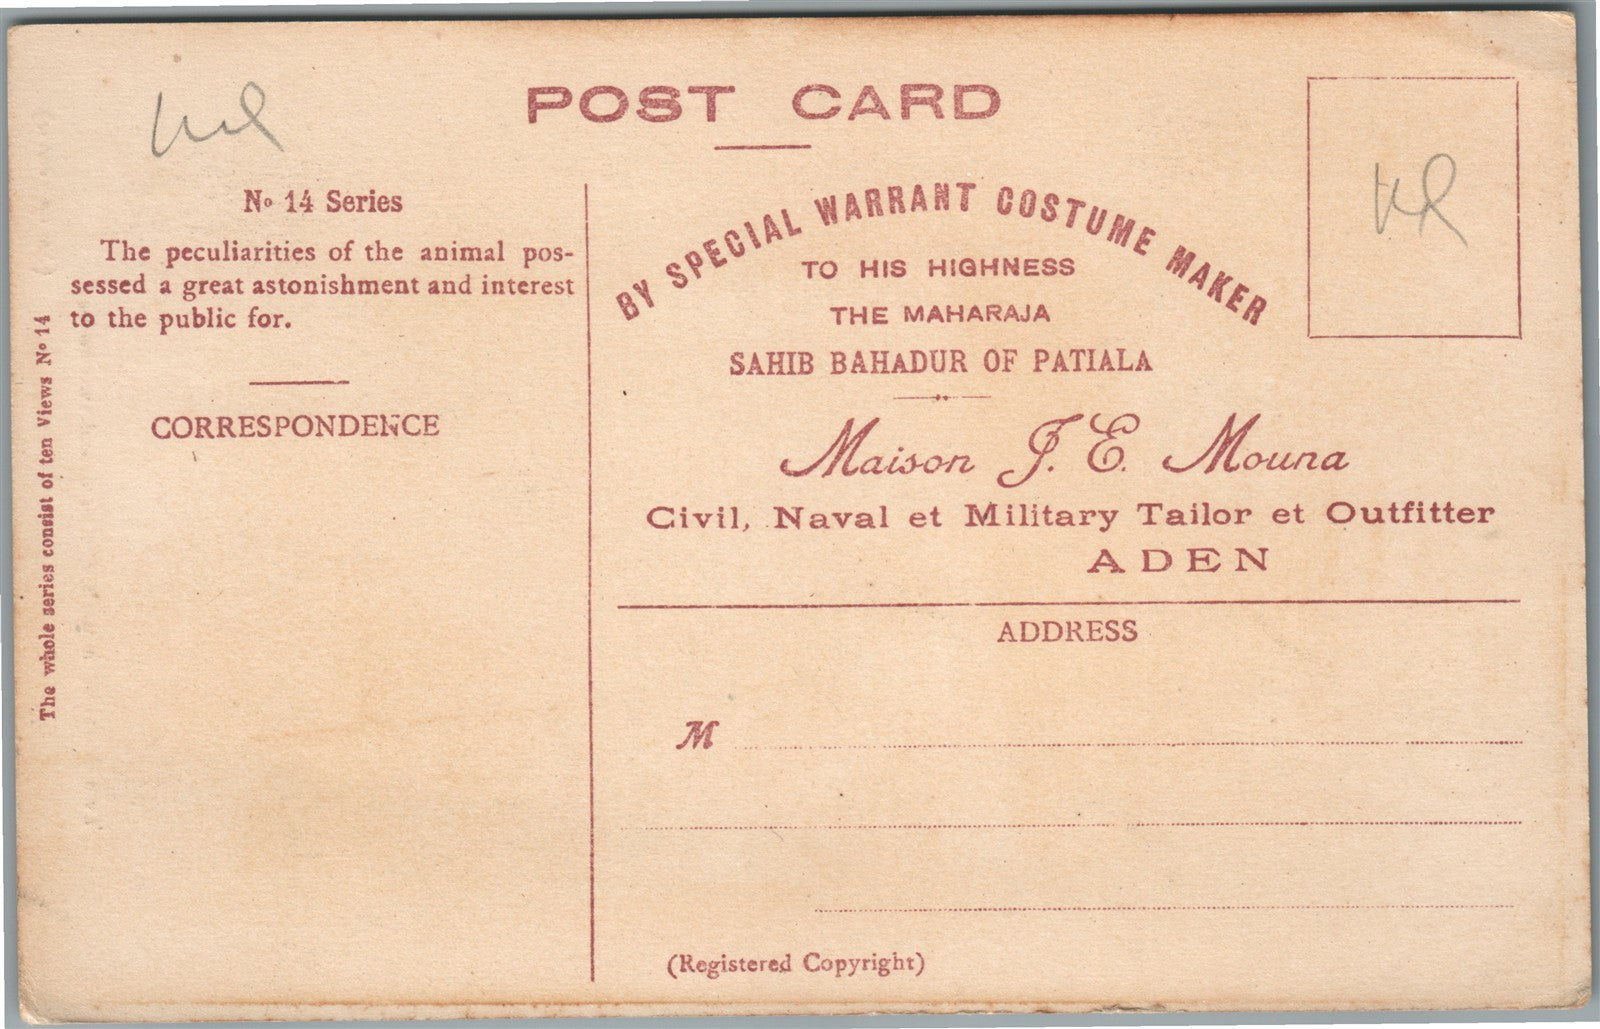 POST CARD
No 14 Series
The peculiarities of the animal pos-
sessed a great astonishment and interest
to the public for.
CORRESPONDENCE
The whole series consist of ten Views No 14
BY SPECIAL WARRANT COSTUME MAKER
TO HIS HIGHNESS
THE MAHARAJA
SAHIB BAHADUR OF PATIALA
Maison J. E. Mouna
Civil, Naval et Military Tailor et Outfitter
ADEN
ADDRESS
M
(Registered Copyright)